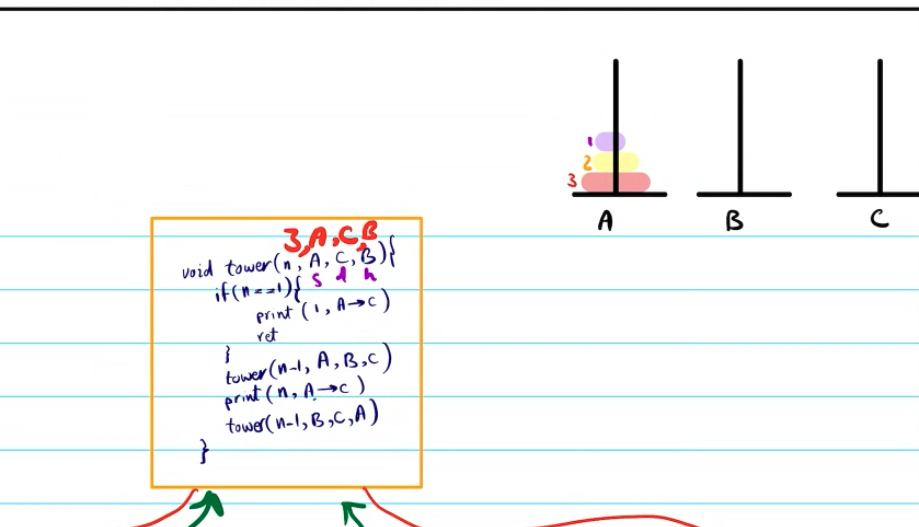 1
2
3
A B C
3,A,C,B
void tower(n, A, C, B){
s d h
if(n==1){
print(1, A→C)
ret
}
tower(n-1, A, B, C)
print(n, A→C)
tower(n-1, B, C, A)
}